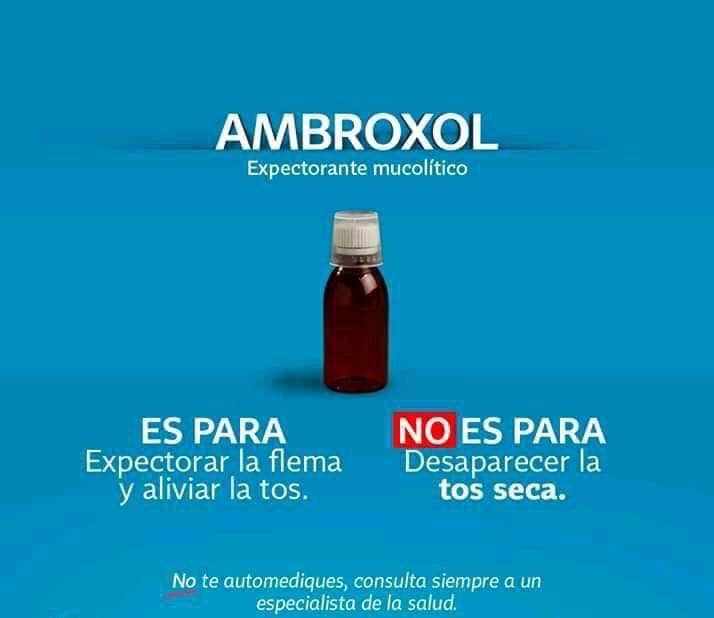 AMBROXOL
Expectorante mucolítico
ES PARA
Expectorar la flema
y aliviar la tos.
NO ES PARA
Desaparecer la
tos seca.
No te automediques, consulta siempre a un
especialista de la salud.